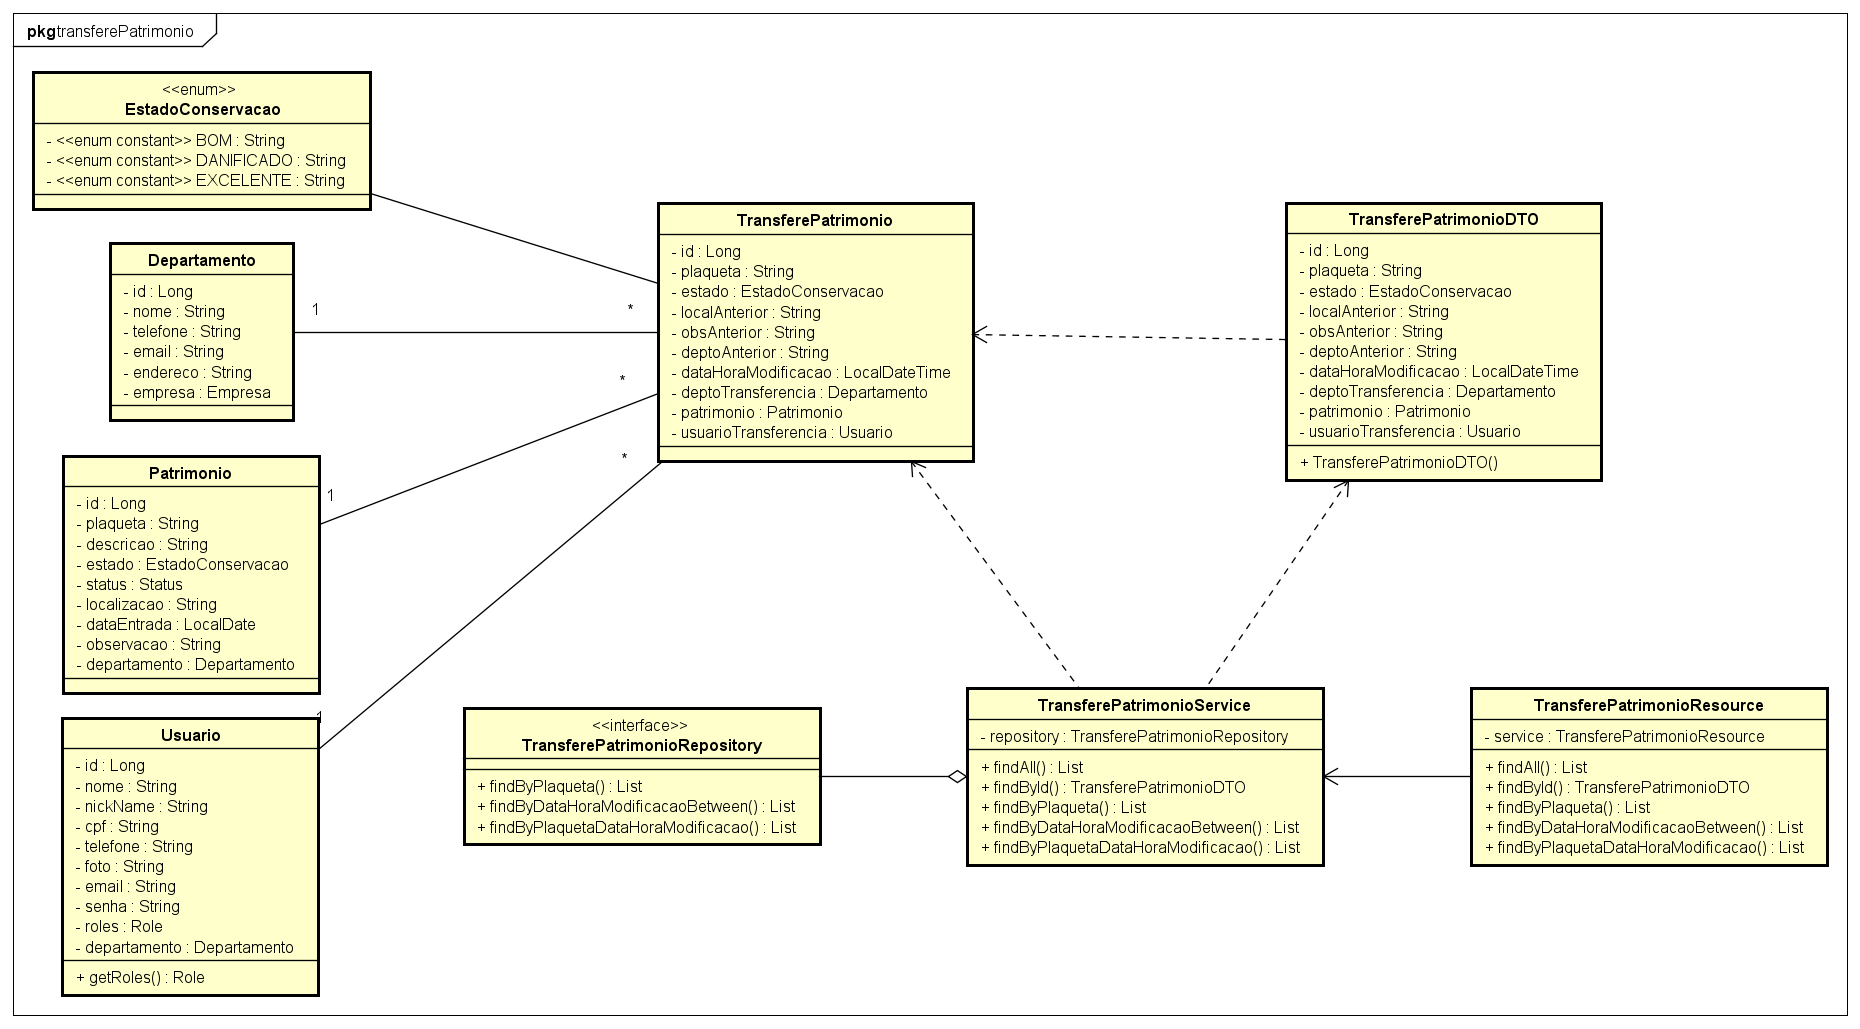 pkg transferePatrimonio
<<enum>>
EstadoConservacao
- <<enum constant>> BOM : String
- <<enum constant>> DANIFICADO : String
- <<enum constant>> EXCELENTE : String
Departamento
- id : Long
- nome : String
- telefone : String
- email : String
- endereco : String
- empresa : Empresa
1
*
Patrimonio
- id : Long
- plaqueta : String
- descricao : String
- estado : EstadoConservacao
- status : Status
- localizacao : String
- dataEntrada : LocalDate
- observacao : String
- departamento : Departamento
1
*
Usuario
- id : Long
- nome : String
- nickName : String
- cpf : String
- telefone : String
- foto : String
- email : String
- senha : String
- roles : Role
- departamento : Departamento
+ getRoles() : Role
1
*
TransferePatrimonio
- id : Long
- plaqueta : String
- estado : EstadoConservacao
- localAnterior : String
- obsAnterior : String
- deptoAnterior : String
- dataHoraModificacao : LocalDateTime
- deptoTransferencia : Departamento
- patrimonio : Patrimonio
- usuarioTransferencia : Usuario
TransferePatrimonioDTO
- id : Long
- plaqueta : String
- estado : EstadoConservacao
- localAnterior : String
- obsAnterior : String
- deptoAnterior : String
- dataHoraModificacao : LocalDateTime
- deptoTransferencia : Departamento
- patrimonio : Patrimonio
- usuarioTransferencia : Usuario
+ TransferePatrimonioDTO()
<<interface>>
TransferePatrimonioRepository
+ findByPlaqueta() : List
+ findByDataHoraModificacaoBetween() : List
+ findByPlaquetaDataHoraModificacao() : List
TransferePatrimonioService
- repository : TransferePatrimonioRepository
+ findAll() : List
+ findById() : TransferePatrimonioDTO
+ findByPlaqueta() : List
+ findByDataHoraModificacaoBetween() : List
+ findByPlaquetaDataHoraModificacao() : List
TransferePatrimonioResource
- service : TransferePatrimonioResource
+ findAll() : List
+ findById() : TransferePatrimonioDTO
+ findByPlaqueta() : List
+ findByDataHoraModificacaoBetween() : List
+ findByPlaquetaDataHoraModificacao() : List